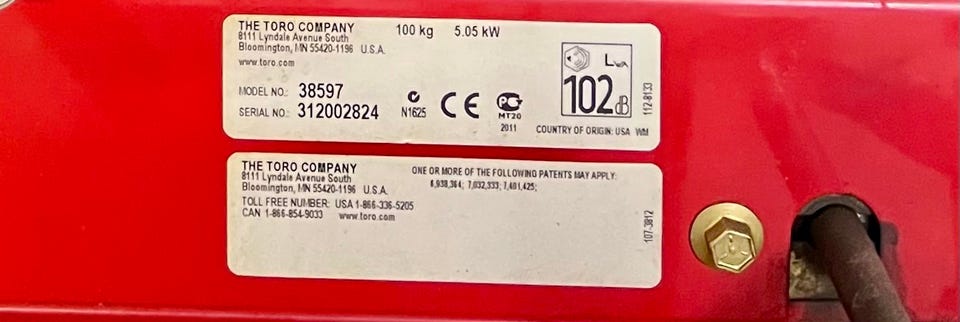 THE TORO COMPANY
8111 Lyndale Avenue South
Bloomington, MN 55420-1196 U.S.A.
www.toro.com
100 kg 5.05 kW
MODEL NO.: 38597
SERIAL NO.: 312002824
N1625
CE
PC
MT20
2011
LWA
102dB
COUNTRY OF ORIGIN: USA WM
112-8133
THE TORO COMPANY
8111 Lyndale Avenue South
Bloomington, MN 55420-1196 U.S.A.
TOLL FREE NUMBER: USA 1-866-336-5205
CAN 1-866-854-9033 www.toro.com
ONE OR MORE OF THE FOLLOWING PATENTS MAY APPLY:
6,938,364; 7,032,333; 7,401,425;
107-3812